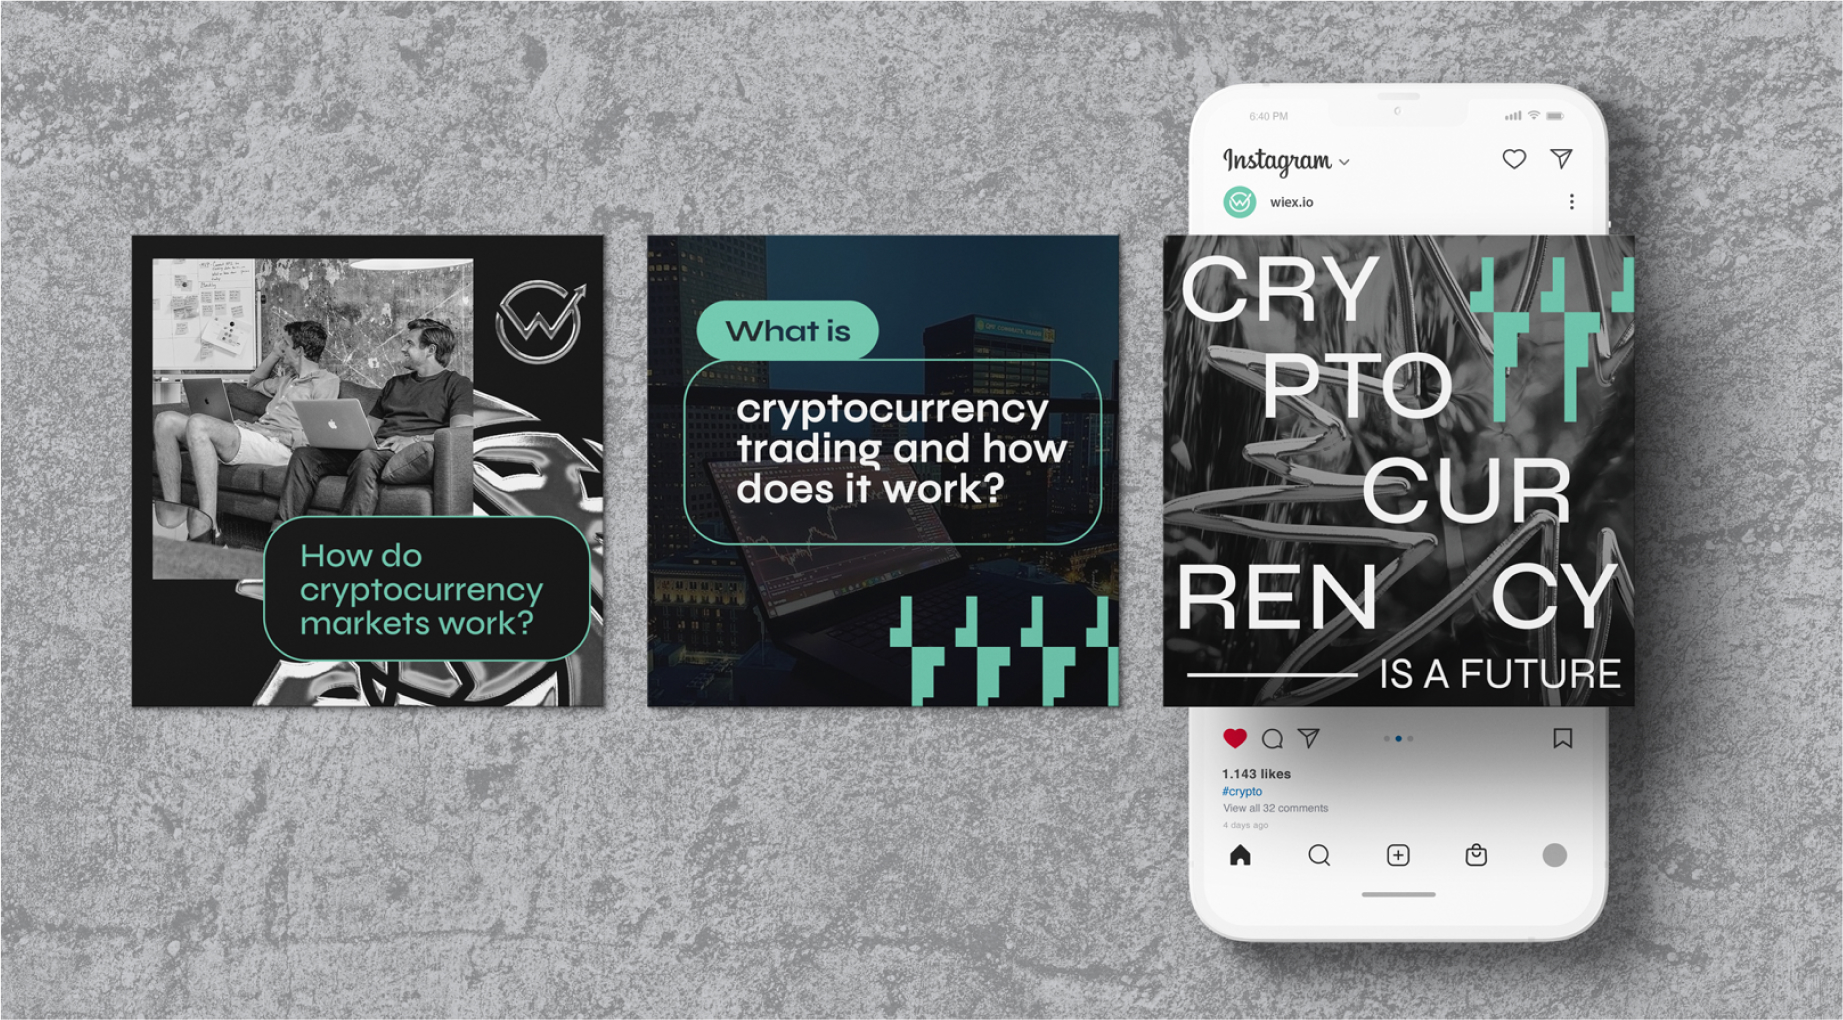 How do
cryptocurrency
markets work?
What is
cryptocurrency
trading and how
does it work?
6:40 PM
Instagram
wiex.io
CRY
PTO
CUR
REN CY
IS A FUTURE
1.143 likes
#crypto
View all 32 comments
4 days ago